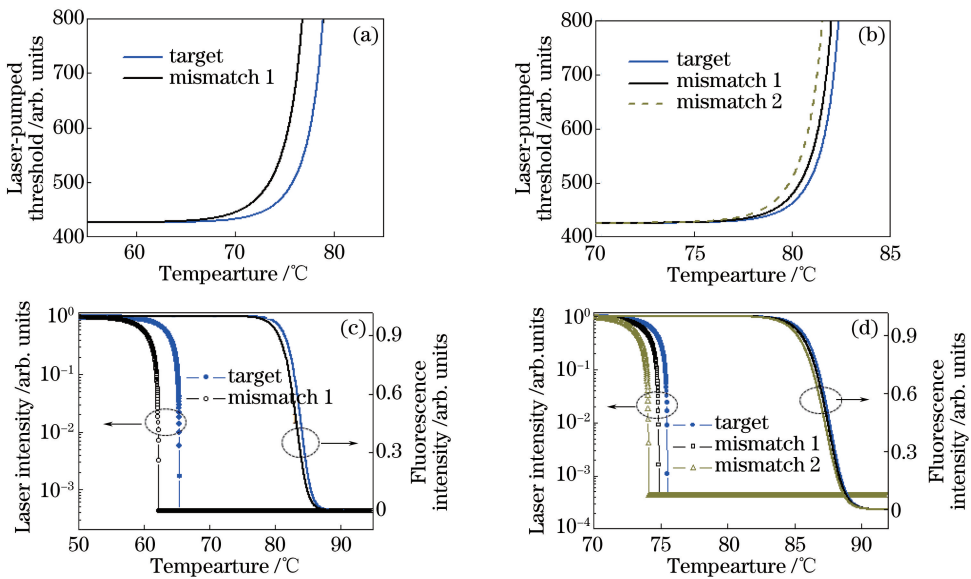 800
700
600
500
400
Laser-pumped
threshold /arb. units
target
mismatch 1
(a)
70
80
Tempearture /℃
800
700
600
500
400
Laser-pumped
threshold /arb. units
target
mismatch 1
mismatch 2
(b)
70
75
80
85
Tempearture /℃
10⁰
10⁻¹
10⁻²
10⁻³
Laser intensity /arb. units
(c)
target
mismatch 1
0.9
0.6
0.3
0
Fluorescence
intensity /arb. units
50
60
70
80
90
Tempearture /℃
10⁰
10⁻¹
10⁻²
10⁻³
10⁻⁴
Laser intensity /arb.units
(d)
target
mismatch 1
mismatch 2
0.9
0.6
0.3
0
Fluorescence
intensity /arb. units
70
75
80
85
90
Tempearture /℃